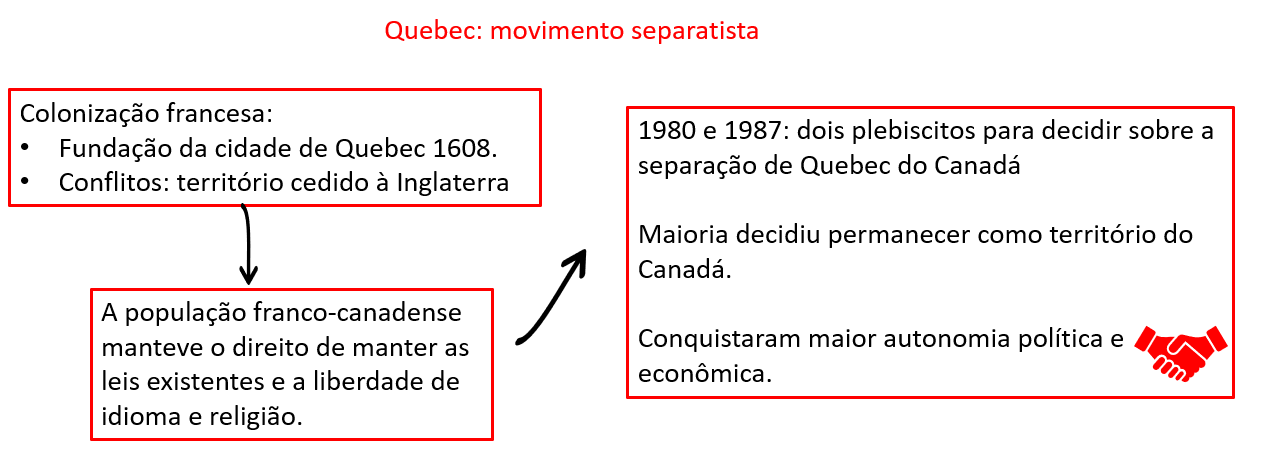 Quebec: movimento separatista
Colonização francesa:
• Fundação da cidade de Quebec 1608.
• Conflitos: território cedido à Inglaterra
A população franco-canadense
manteve o direito de manter as
leis existentes e a liberdade de
idioma e religião.
1980 e 1987: dois plebiscitos para decidir sobre a
separação de Quebec do Canadá
Maioria decidiu permanecer como território do
Canadá.
Conquistaram maior autonomia política e
econômica.